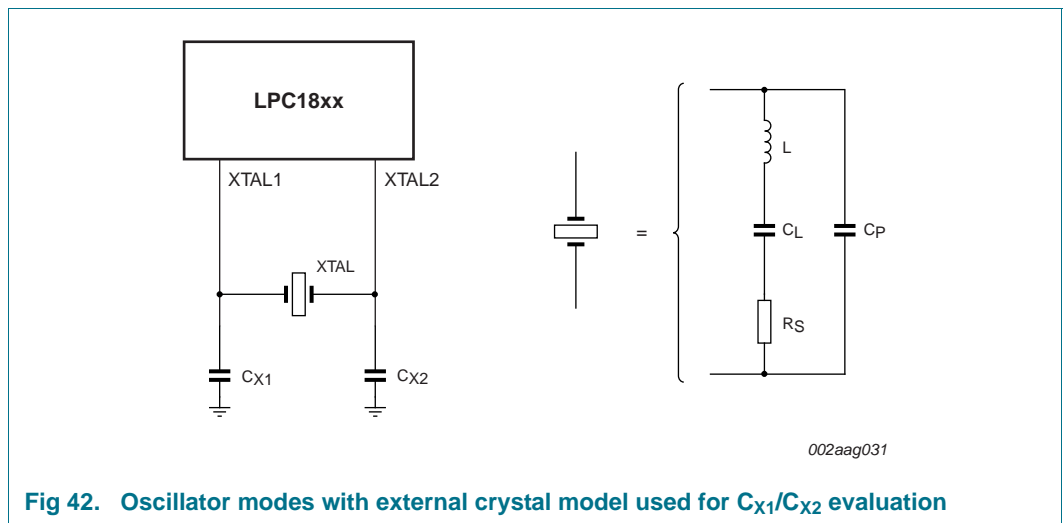 LPC18xx
XTAL1
XTAL2
XTAL
CX1
CX2
=
L
CL
CP
RS
002aag031
Fig 42. Oscillator modes with external crystal model used for CX1/CX2 evaluation